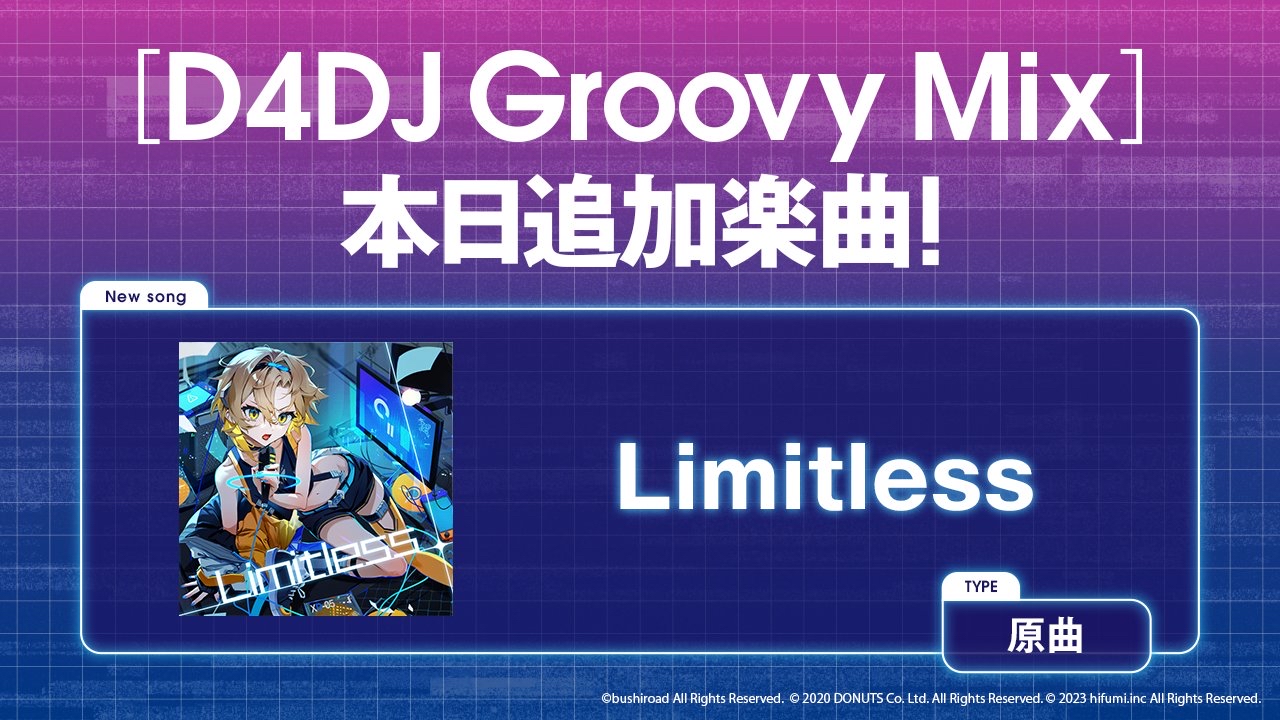 [D4DJ Groovy Mix]
本日追加楽曲!
New song
Limitless
Limitless
TYPE
原曲
©bushiroad All Rights Reserved. © 2020 DONUTS Co. Ltd. All Rights Reserved. © 2023 hifumi.inc All Rights Reserved.